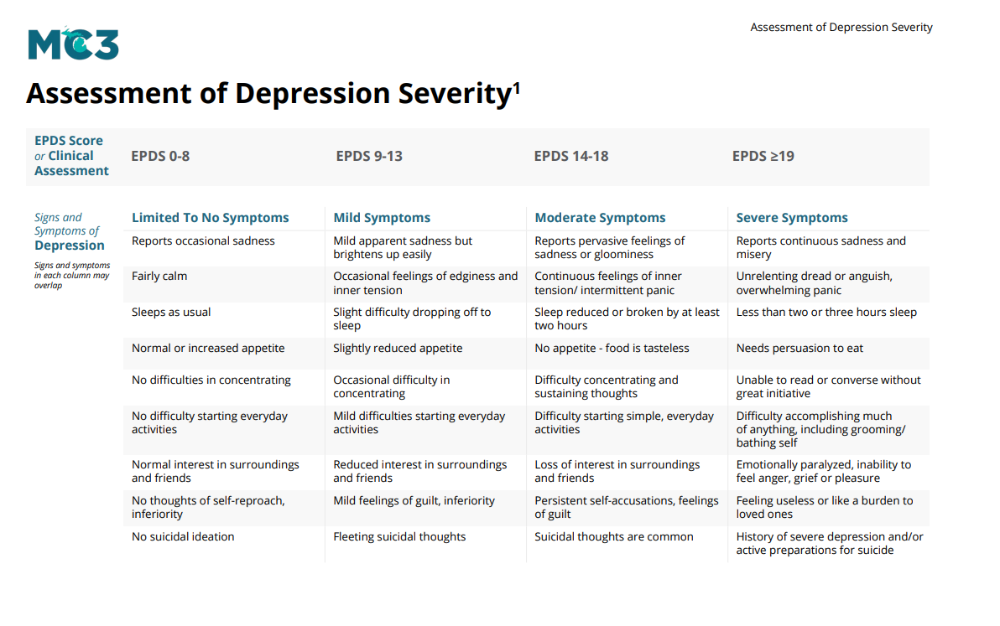 Assessment of Depression Severity
MC3
Assessment of Depression Severity¹
EPDS Score
or Clinical
Assessment
EPDS 0-8
EPDS 9-13
EPDS 14-18
EPDS ≥19
Signs and
Symptoms of
Depression
Signs and symptoms
in each column may
overlap
Limited To No Symptoms
Mild Symptoms
Moderate Symptoms
Severe Symptoms
Reports occasional sadness
Mild apparent sadness but
brightens up easily
Reports pervasive feelings of
sadness or gloominess
Reports continuous sadness and
misery
Fairly calm
Occasional feelings of edginess and
inner tension
Continuous feelings of inner
tension/ intermittent panic
Unrelenting dread or anguish,
overwhelming panic
Sleeps as usual
Slight difficulty dropping off to
sleep
Sleep reduced or broken by at least
two hours
Less than two or three hours sleep
Normal or increased appetite
Slightly reduced appetite
No appetite - food is tasteless
Needs persuasion to eat
No difficulties in concentrating
Occasional difficulty in
concentrating
Difficulty concentrating and
sustaining thoughts
Unable to read or converse without
great initiative
No difficulty starting everyday
activities
Mild difficulties starting everyday
activities
Difficulty starting simple, everyday
activities
Difficulty accomplishing much
of anything, including grooming/
bathing self
Normal interest in surroundings
and friends
Reduced interest in surroundings
and friends
Loss of interest in surroundings
and friends
Emotionally paralyzed, inability to
feel anger, grief or pleasure
No thoughts of self-reproach,
inferiority
Mild feelings of guilt, inferiority
Persistent self-accusations, feelings
of guilt
Feeling useless or like a burden to
loved ones
No suicidal ideation
Fleeting suicidal thoughts
Suicidal thoughts are common
History of severe depression and/or
active preparations for suicide